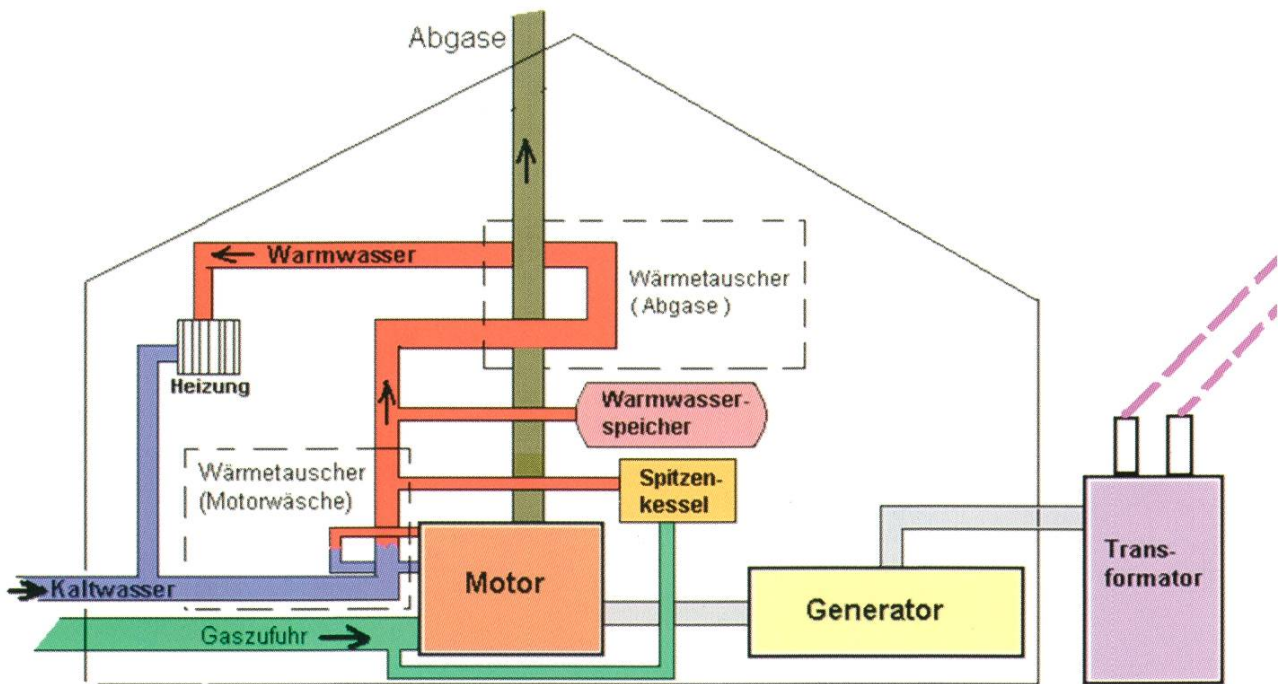 Abgase
Warmwasser
Wärmetauscher
( Abgase )
Heizung
Warmwasser-
speicher
Wärmetauscher
(Motorwäsche)
Spitzen-
kessel
Motor
Trans-
formator
Kaltwasser
Generator
Gaszufuhr